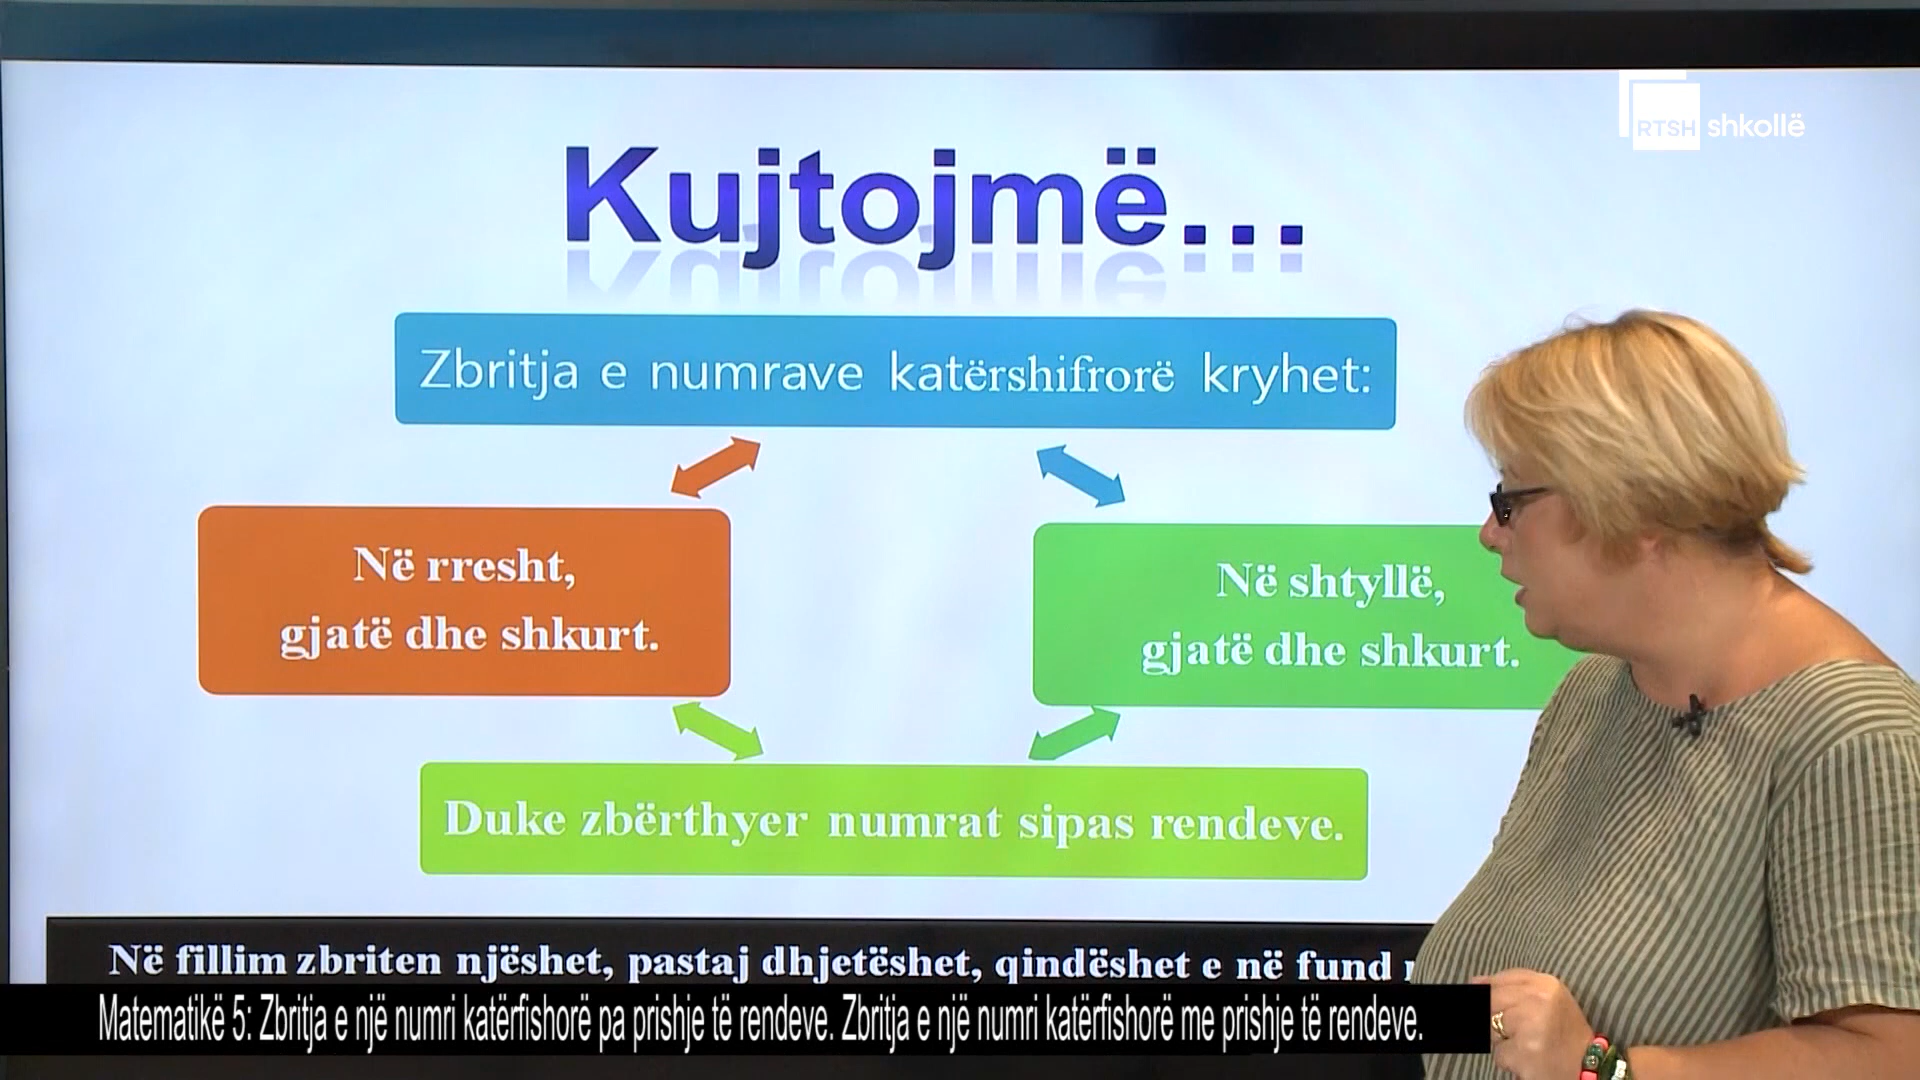 RTSH shkollë
Kujtojmë...
Zbritja e numrave katërshifrorë kryhet:
Në rresht,
gjatë dhe shkurt.
Në shtyllë,
gjatë dhe shkurt.
Duke zbërthyer numrat sipas rendeve.
Në fillim zbriten njëshet, pastaj dhjetëshet, qindëshet e në fund
Matematikë 5: Zbritja e një numri katërfishorë pa prishje të rendeve. Zbritja e një numri katërfishorë me prishje të rendeve.